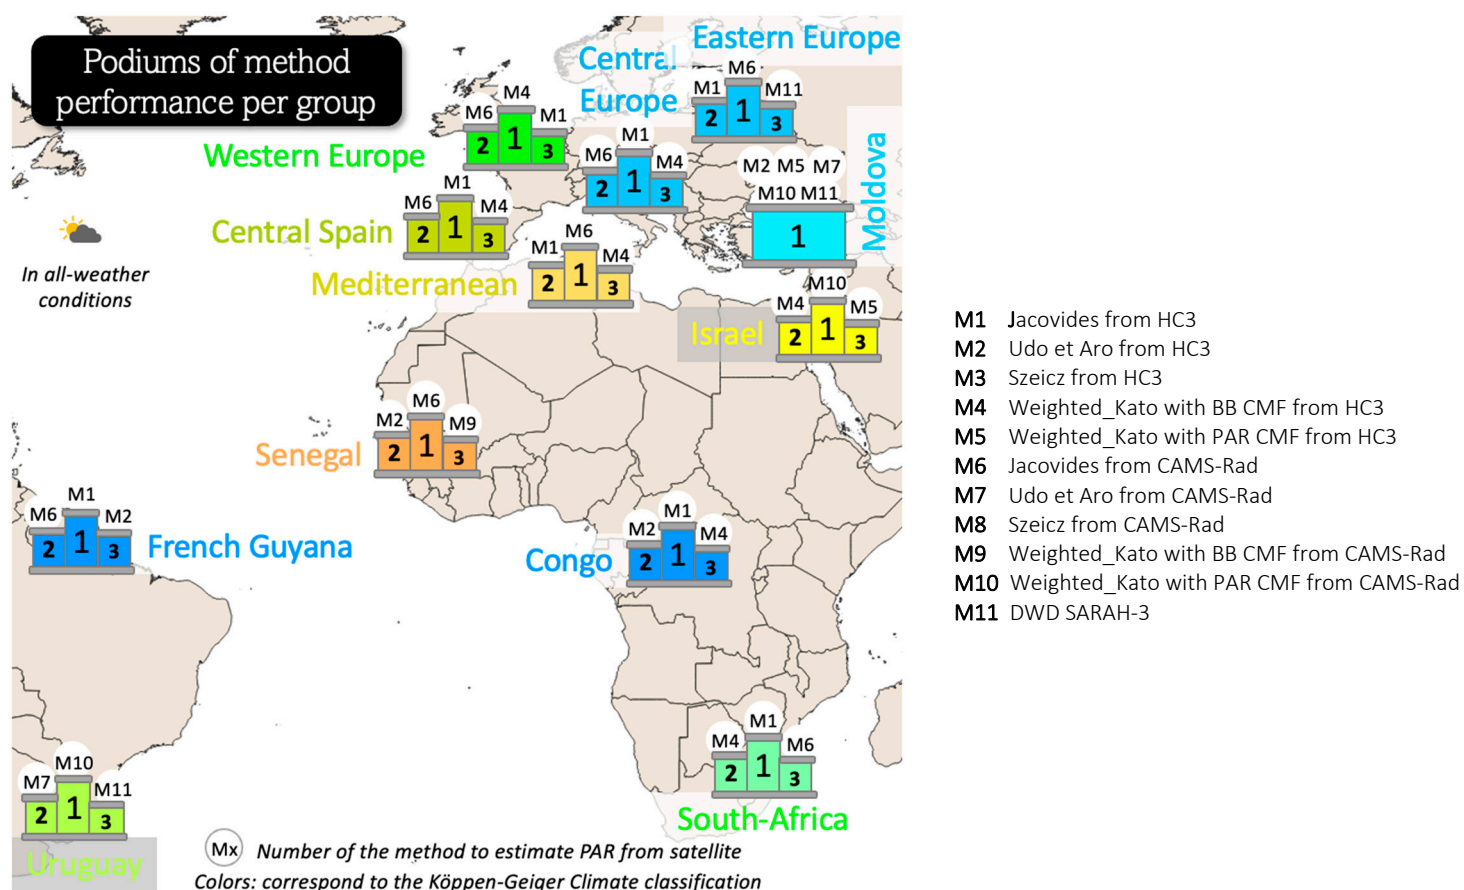 Podiums of method
performance per group
Eastern Europe
M6
M1 M11
2 1 3
Central
Europe
M1
M6 M4
2 1 3
M4
M6 M1
2 1 3
Western Europe
Moldova
M2 M5 M7
M10 M11
1
M1
M6 M4
2 1 3
Central Spain
In all-weather
conditions
M6
M1 M4
2 1 3
Mediterranean
M10
M4 M5
2 1 3
Israel
M6
M2 M9
2 1 3
Senegal
M1
M6 M2
2 1 3
French Guyana
M1
M2 M4
2 1 3
Congo
M1
M4 M6
2 1 3
South-Africa
M10
M7 M11
2 1 3
Uruguay
Mx Number of the method to estimate PAR from satellite
Colors: correspond to the Köppen-Geiger Climate classification
M1 Jacovides from HC3
M2 Udo et Aro from HC3
M3 Szeicz from HC3
M4 Weighted_Kato with BB CMF from HC3
M5 Weighted_Kato with PAR CMF from HC3
M6 Jacovides from CAMS-Rad
M7 Udo et Aro from CAMS-Rad
M8 Szeicz from CAMS-Rad
M9 Weighted_Kato with BB CMF from CAMS-Rad
M10 Weighted_Kato with PAR CMF from CAMS-Rad
M11 DWD SARAH-3